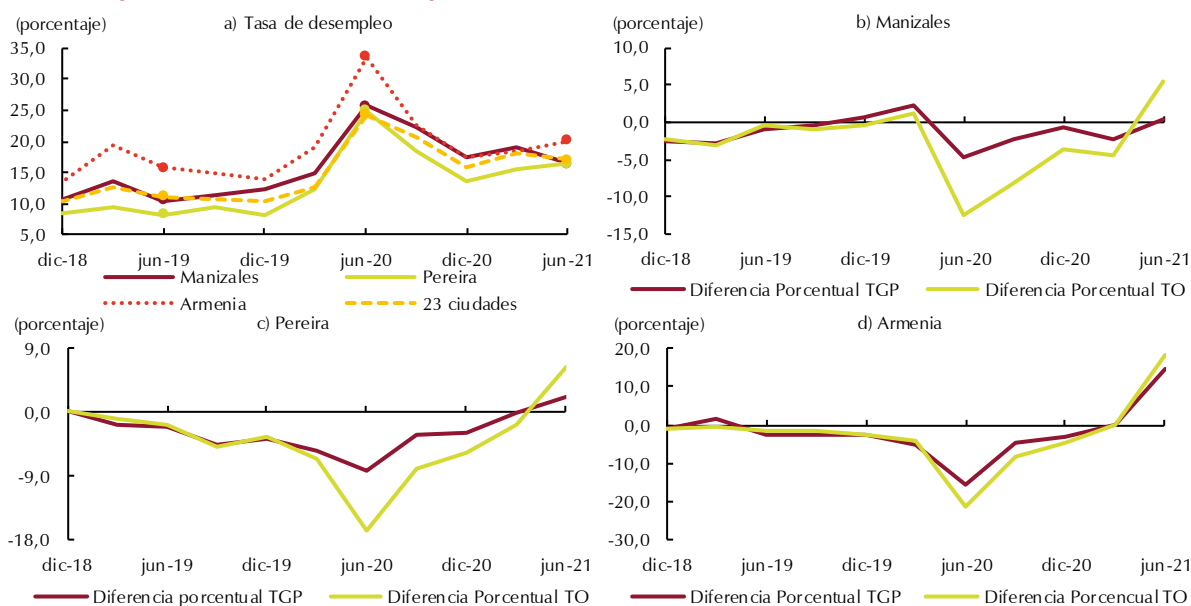 (porcentaje)
a) Tasa de desempleo
35,0
30,0
25,0
20,0
15,0
10,0
5,0
dic-18
jun-19
dic-19
jun-20
dic-20
jun-21
Manizales
Pereira
Armenia
23 ciudades
(porcentaje)
b) Manizales
10,0
5,0
0,0
-5,0
-10,0
-15,0
dic-18
jun-19
dic-19
jun-20
dic-20
jun-21
Diferencia Porcentual TGP
Diferencia Porcentual TO
(porcentaje)
c) Pereira
9,0
0,0
-9,0
-18,0
dic-18
jun-19
dic-19
jun-20
dic-20
jun-21
Diferencia porcentual TGP
Diferencia Porcentual TO
(porcentaje)
d) Armenia
20,0
10,0
0,0
-10,0
-20,0
-30,0
dic-18
jun-19
dic-19
jun-20
dic-20
jun-21
Diferencia Porcentual TGP
Diferencia Porcencual TO